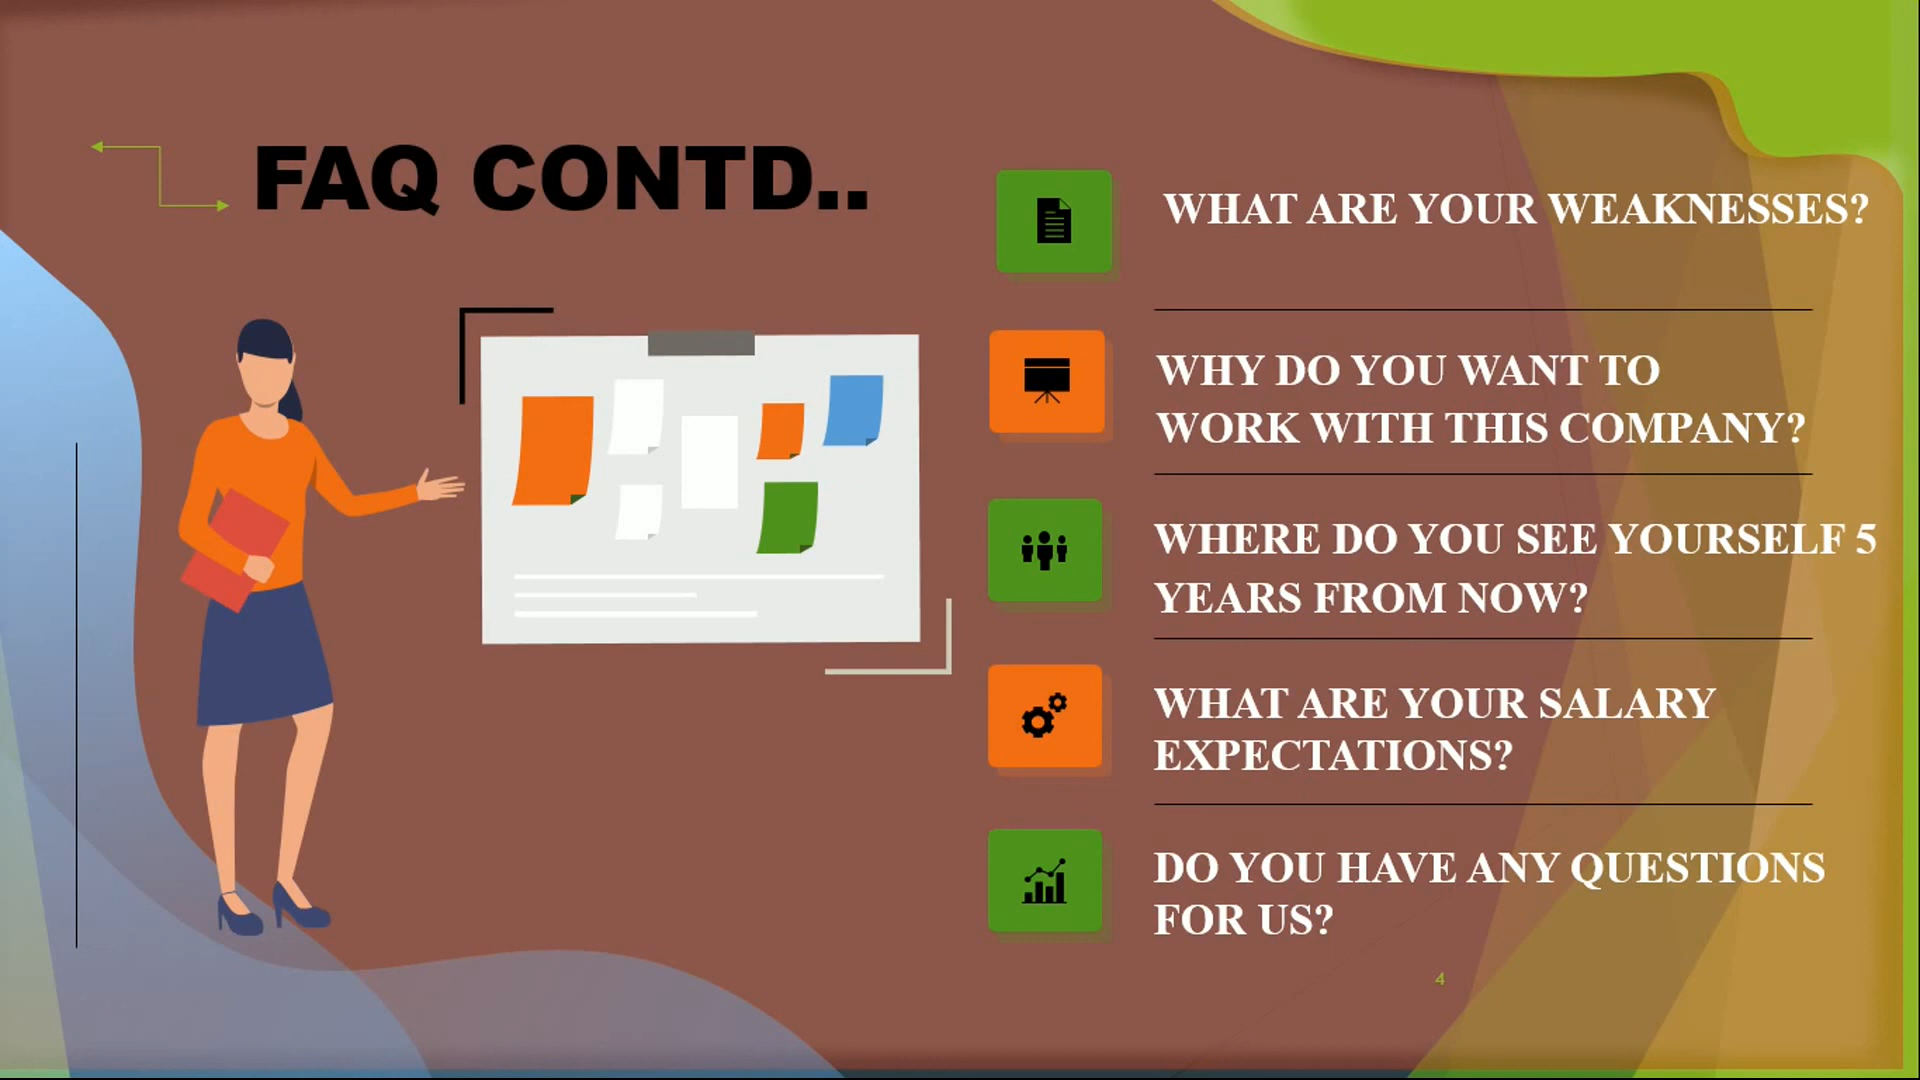 FAQ CONTD..
WHAT ARE YOUR WEAKNESSES?
WHY DO YOU WANT TO
WORK WITH THIS COMPANY?
WHERE DO YOU SEE YOURSELF 5
YEARS FROM NOW?
WHAT ARE YOUR SALARY
EXPECTATIONS?
DO YOU HAVE ANY QUESTIONS
FOR US?
4